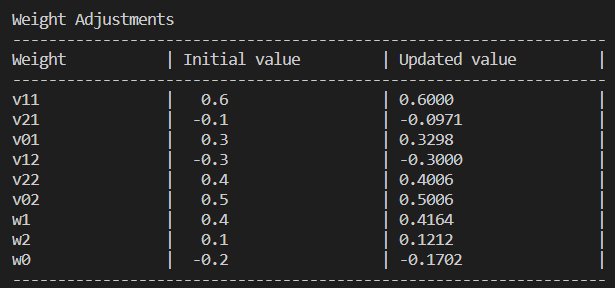 Weight Adjustments
-----------------------------------------------------------------
Weight | Initial value | Updated value |
-----------------------------------------------------------------
v11 | 0.6 | 0.6000 |
v21 | -0.1 | -0.0971 |
v01 | 0.3 | 0.3298 |
v12 | -0.3 | -0.3000 |
v22 | 0.4 | 0.4006 |
v02 | 0.5 | 0.5006 |
w1 | 0.4 | 0.4164 |
w2 | 0.1 | 0.1212 |
w0 | -0.2 | -0.1702 |
-----------------------------------------------------------------